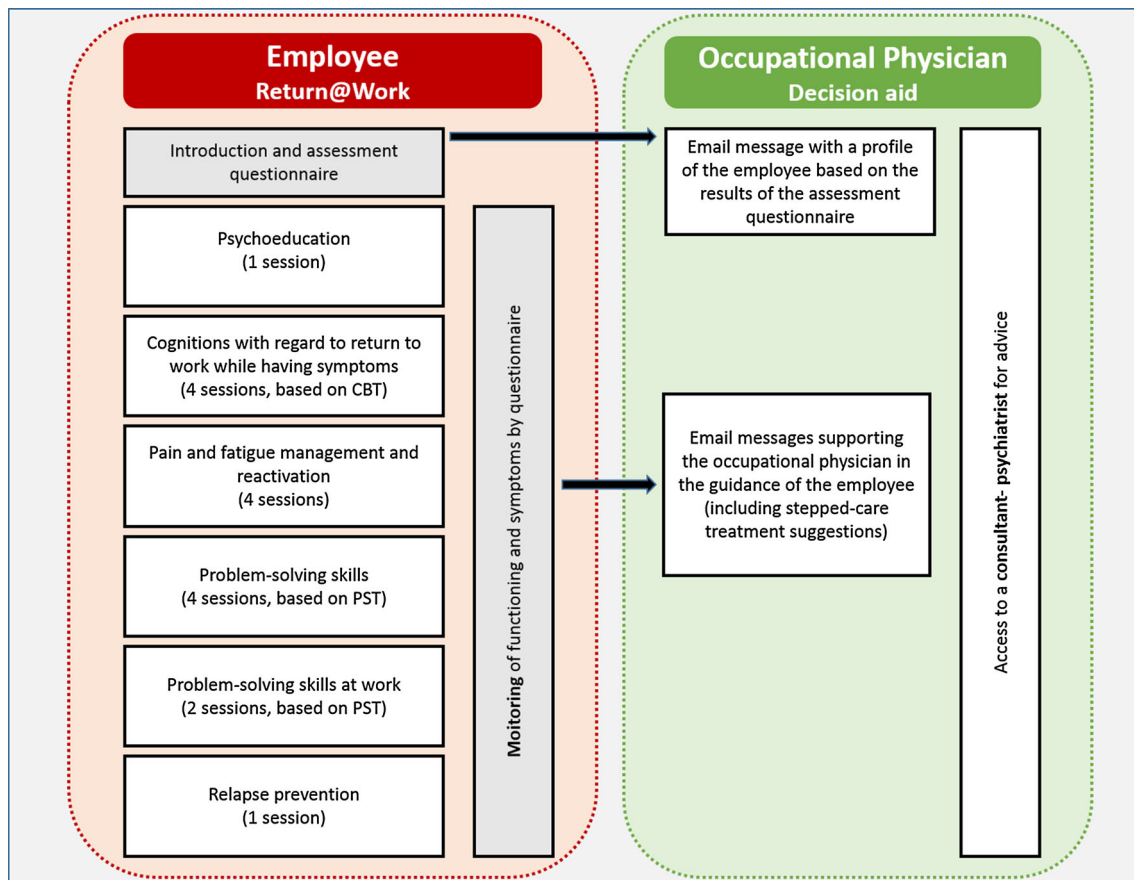 Employee
Return@Work
Introduction and assessment
questionnaire
Psychoeducation
(1 session)
Cognitions with regard to return to
work while having symptoms
(4 sessions, based on CBT)
Pain and fatigue management and
reactivation
(4 sessions)
Problem-solving skills
(4 sessions, based on PST)
Problem-solving skills at work
(2 sessions, based on PST)
Relapse prevention
(1 session)
Moitoring of functioning and symptoms by questionnaire
Occupational Physician
Decision aid
Email message with a profile
of the employee based on the
results of the assessment
questionnaire
Email messages supporting
the occupational physician in
the guidance of the employee
(including stepped-care
treatment suggestions)
Access to a consultant- psychiatrist for advice